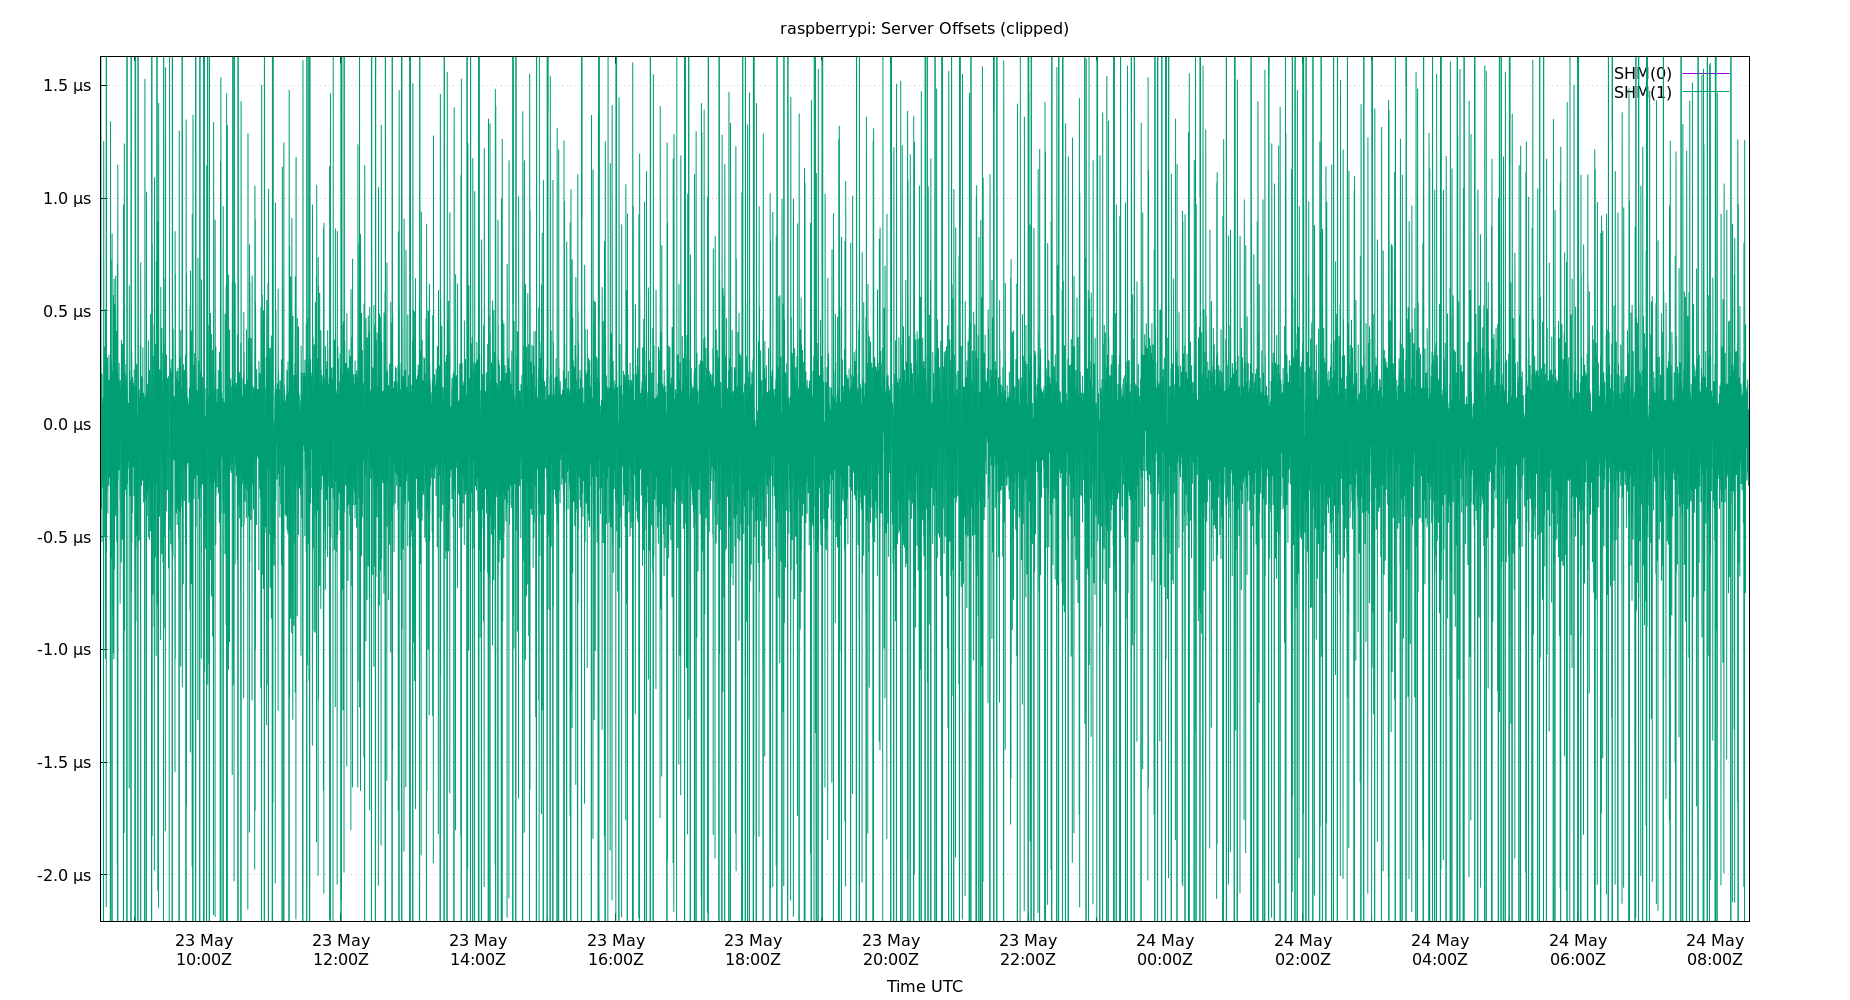 raspberrypi: Server Offsets (clipped)
SHM(0)
SHM(1)
1.5 µs
1.0 µs
0.5 µs
0.0 µs
-0.5 µs
-1.0 µs
-1.5 µs
-2.0 µs
23 May 23 May 23 May 23 May 23 May 23 May 23 May 24 May 24 May 24 May 24 May 24 May
10:00Z 12:00Z 14:00Z 16:00Z 18:00Z 20:00Z 22:00Z 00:00Z 02:00Z 04:00Z 06:00Z 08:00Z
Time UTC